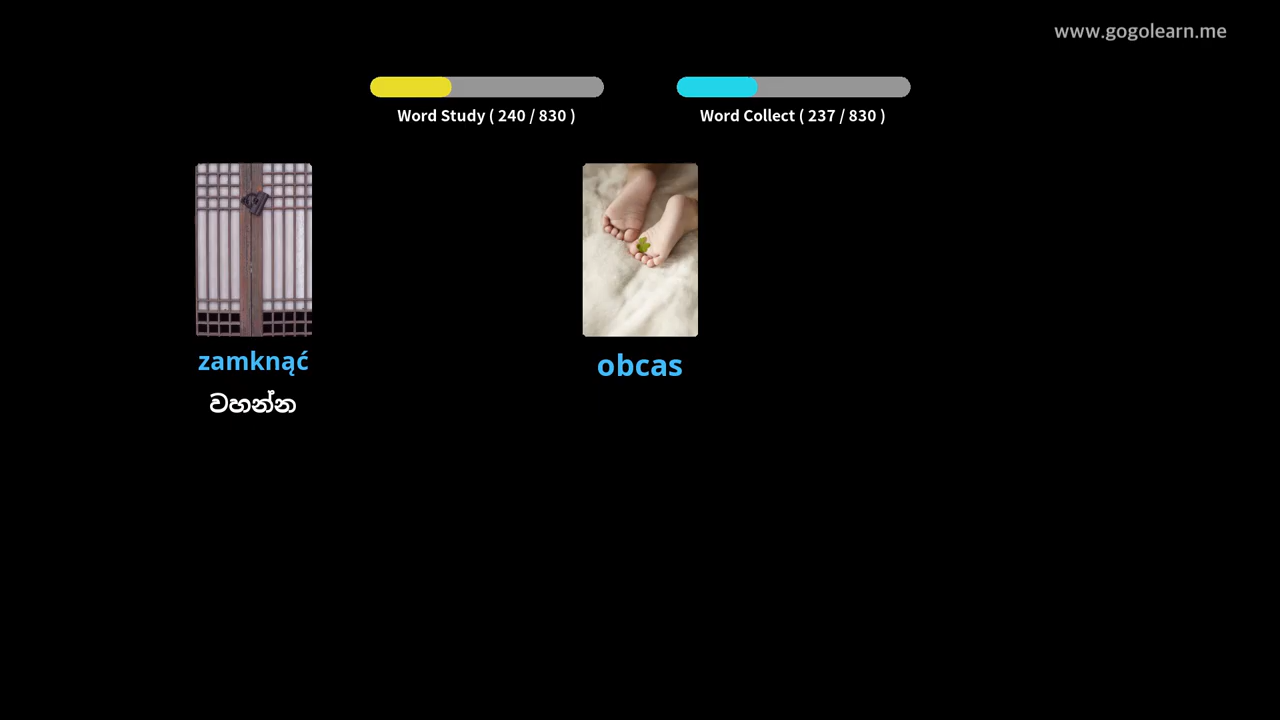 www.gogolearn.me
Word Study ( 240 / 830 )
Word Collect ( 237 / 830 )
zamknąć
වහන්න
obcas